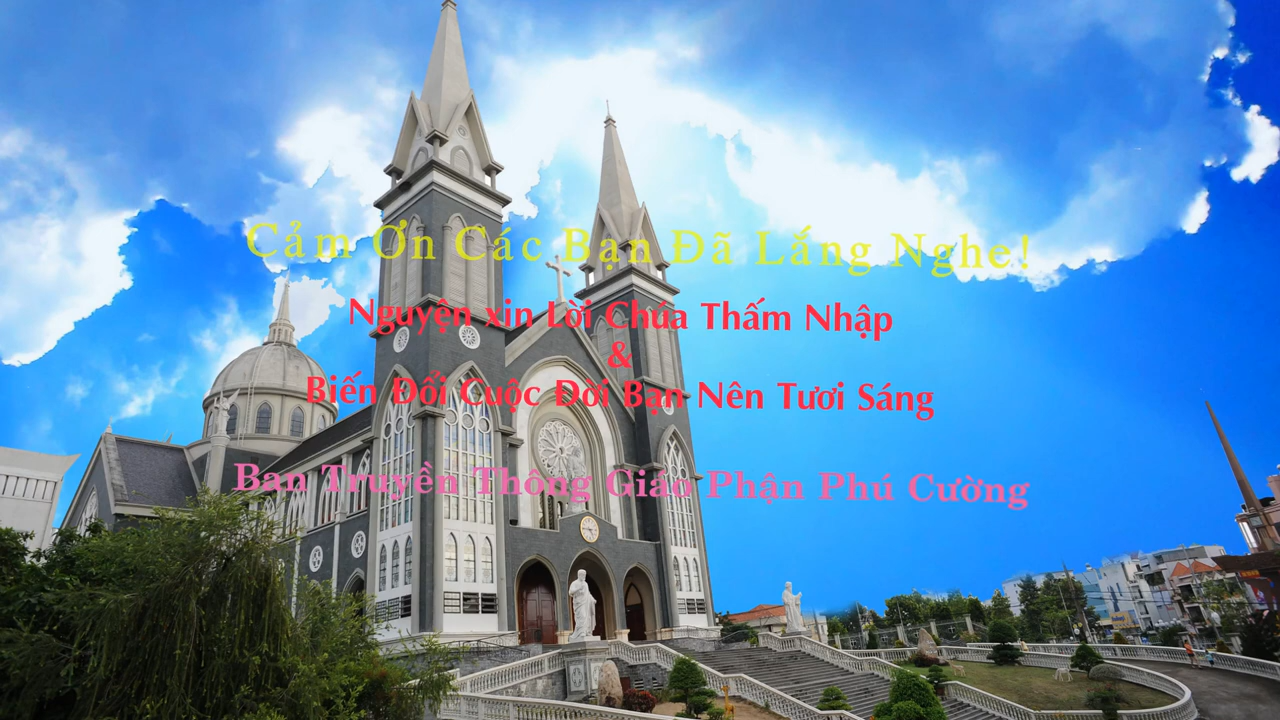 Cảm Ơn Các Bạn Đã Lắng Nghe!
Nguyện xin Lời Chúa Thấm Nhập
&
Biến Đổi Cuộc Đời Bạn Nên Tươi Sáng
Ban Truyền Thông Giáo Phận Phú Cường